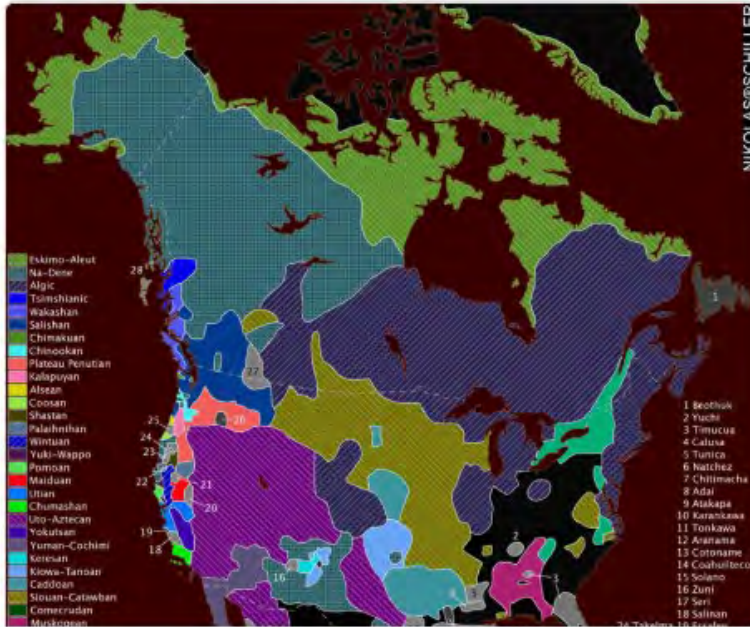 NIKOLAS@SCHILLER
Eskimo-Aleut
Na-Dene
Algic
Tsimshianic
Wakashan
Salishan
Chimakuan
Chinookan
Plateau Penutian
Kalapuyan
Alsean
Coosan
Shastan
Palaihnihan
Wintuan
Yuki-Wappo
Pomoan
Maiduan
Utian
Chumashan
Uto-Aztecan
Yokutsan
Yuman-Cochimi
Keresan
Kiowa-Tanoan
Caddoan
Siouan-Catawban
Comecrudan
Muskogean
28
27
26
25
24
23
22
21
20
19
18
16
2
3
1
1 Beothuk
2 Yuchi
3 Timucua
4 Calusa
5 Tunica
6 Natchez
7 Chitimacha
8 Adai
9 Atakapa
10 Karankawa
11 Tonkawa
12 Aranama
13 Cotoname
14 Coahuilteco
15 Solano
16 Zuni
17 Seri
18 Salinan
24 Takelma 19 Esselen